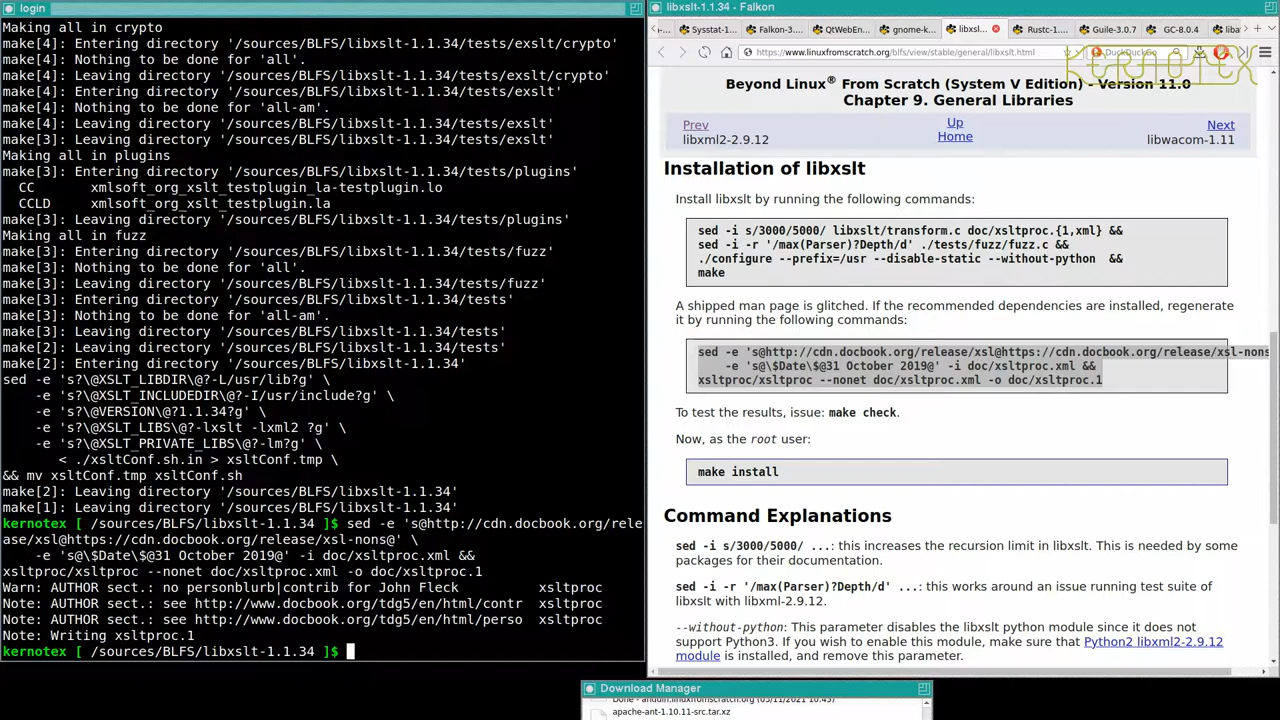 login
Making all in crypto
make[4]: Entering directory '/sources/BLFS/libxslt-1.1.34/tests/exslt/crypto'
make[4]: Nothing to be done for 'all'.
make[4]: Leaving directory '/sources/BLFS/libxslt-1.1.34/tests/exslt/crypto'
make[4]: Entering directory '/sources/BLFS/libxslt-1.1.34/tests/exslt'
make[4]: Nothing to be done for 'all-am'.
make[4]: Leaving directory '/sources/BLFS/libxslt-1.1.34/tests/exslt'
make[3]: Leaving directory '/sources/BLFS/libxslt-1.1.34/tests/exslt'
Making all in plugins
make[3]: Entering directory '/sources/BLFS/libxslt-1.1.34/tests/plugins'
CC xmlsoft_org_xslt_testplugin_la-testplugin.lo
CCLD xmlsoft_org_xslt_testplugin.la
make[3]: Leaving directory '/sources/BLFS/libxslt-1.1.34/tests/plugins'
Making all in fuzz
make[3]: Entering directory '/sources/BLFS/libxslt-1.1.34/tests/fuzz'
make[3]: Nothing to be done for 'all'.
make[3]: Leaving directory '/sources/BLFS/libxslt-1.1.34/tests/fuzz'
make[3]: Entering directory '/sources/BLFS/libxslt-1.1.34/tests'
make[3]: Nothing to be done for 'all-am'.
make[3]: Leaving directory '/sources/BLFS/libxslt-1.1.34/tests'
make[2]: Leaving directory '/sources/BLFS/libxslt-1.1.34/tests'
make[2]: Entering directory '/sources/BLFS/libxslt-1.1.34'
sed -e 's?\@XSLT_LIBDIR\@?-L/usr/lib?g' \
-e 's?\@XSLT_INCLUDEDIR\@?-I/usr/include?g' \
-e 's?\@VERSION\@?1.1.34?g' \
-e 's?\@XSLT_LIBS\@?-lxslt -lxml2 ?g' \
-e 's?\@XSLT_PRIVATE_LIBS\@?-lm?g' \
< ./xsltConf.sh.in > xsltConf.tmp \
&& mv xsltConf.tmp xsltConf.sh
make[2]: Leaving directory '/sources/BLFS/libxslt-1.1.34'
make[1]: Leaving directory '/sources/BLFS/libxslt-1.1.34'
kernotex [ /sources/BLFS/libxslt-1.1.34 ]$ sed -e 's@http://cdn.docbook.org/rele
ase/xsl@https://cdn.docbook.org/release/xsl-nons@' \
-e 's@\$Date\$@31 October 2019@' -i doc/xsltproc.xml &&
xsltproc/xsltproc --nonet doc/xsltproc.xml -o doc/xsltproc.1
Warn: AUTHOR sect.: no personblurb|contrib for John Fleck xsltproc
Note: AUTHOR sect.: see http://www.docbook.org/tdg5/en/html/contr xsltproc
Note: AUTHOR sect.: see http://www.docbook.org/tdg5/en/html/perso xsltproc
Note: Writing xsltproc.1
kernotex [ /sources/BLFS/libxslt-1.1.34 ]$
libxslt-1.1.34 - Falkon
Sysstat-1... Falkon-3.... QtWebEn... gnome-k... libxsl... Rustc-1.... Guile-3.0.7 GC-8.0.4 liba
https://www.linuxfromscratch.org/blfs/view/stable/general/libxslt.html DuckDuckGo
KERNOTEX
Beyond Linux® From Scratch (System V Edition) - Version 11.0
Chapter 9. General Libraries
Prev Up Next
libxml2-2.9.12 Home libwacom-1.11
Installation of libxslt
Install libxslt by running the following commands:
sed -i s/3000/5000/ libxslt/transform.c doc/xsltproc.{1,xml} &&
sed -i -r '/max(Parser)?Depth/d' ./tests/fuzz/fuzz.c &&
./configure --prefix=/usr --disable-static --without-python &&
make
A shipped man page is glitched. If the recommended dependencies are installed, regenerate
it by running the following commands:
sed -e 's@http://cdn.docbook.org/release/xsl@https://cdn.docbook.org/release/xsl-nons
-e 's@\$Date\$@31 October 2019@' -i doc/xsltproc.xml &&
xsltproc/xsltproc --nonet doc/xsltproc.xml -o doc/xsltproc.1
To test the results, issue: make check.
Now, as the root user:
make install
Command Explanations
sed -i s/3000/5000/ ...: this increases the recursion limit in libxslt. This is needed by some
packages for their documentation.
sed -i -r '/max(Parser)?Depth/d' ...: this works around an issue running test suite of
libxslt with libxml-2.9.12.
--without-python: This parameter disables the libxslt python module since it does not
support Python3. If you wish to enable this module, make sure that Python2 libxml2-2.9.12
module is installed, and remove this parameter.
Download Manager
Done - anduin.linuxfromscratch.org (05/11/2021 10:45)
apache-ant-1.10.11-src.tar.xz